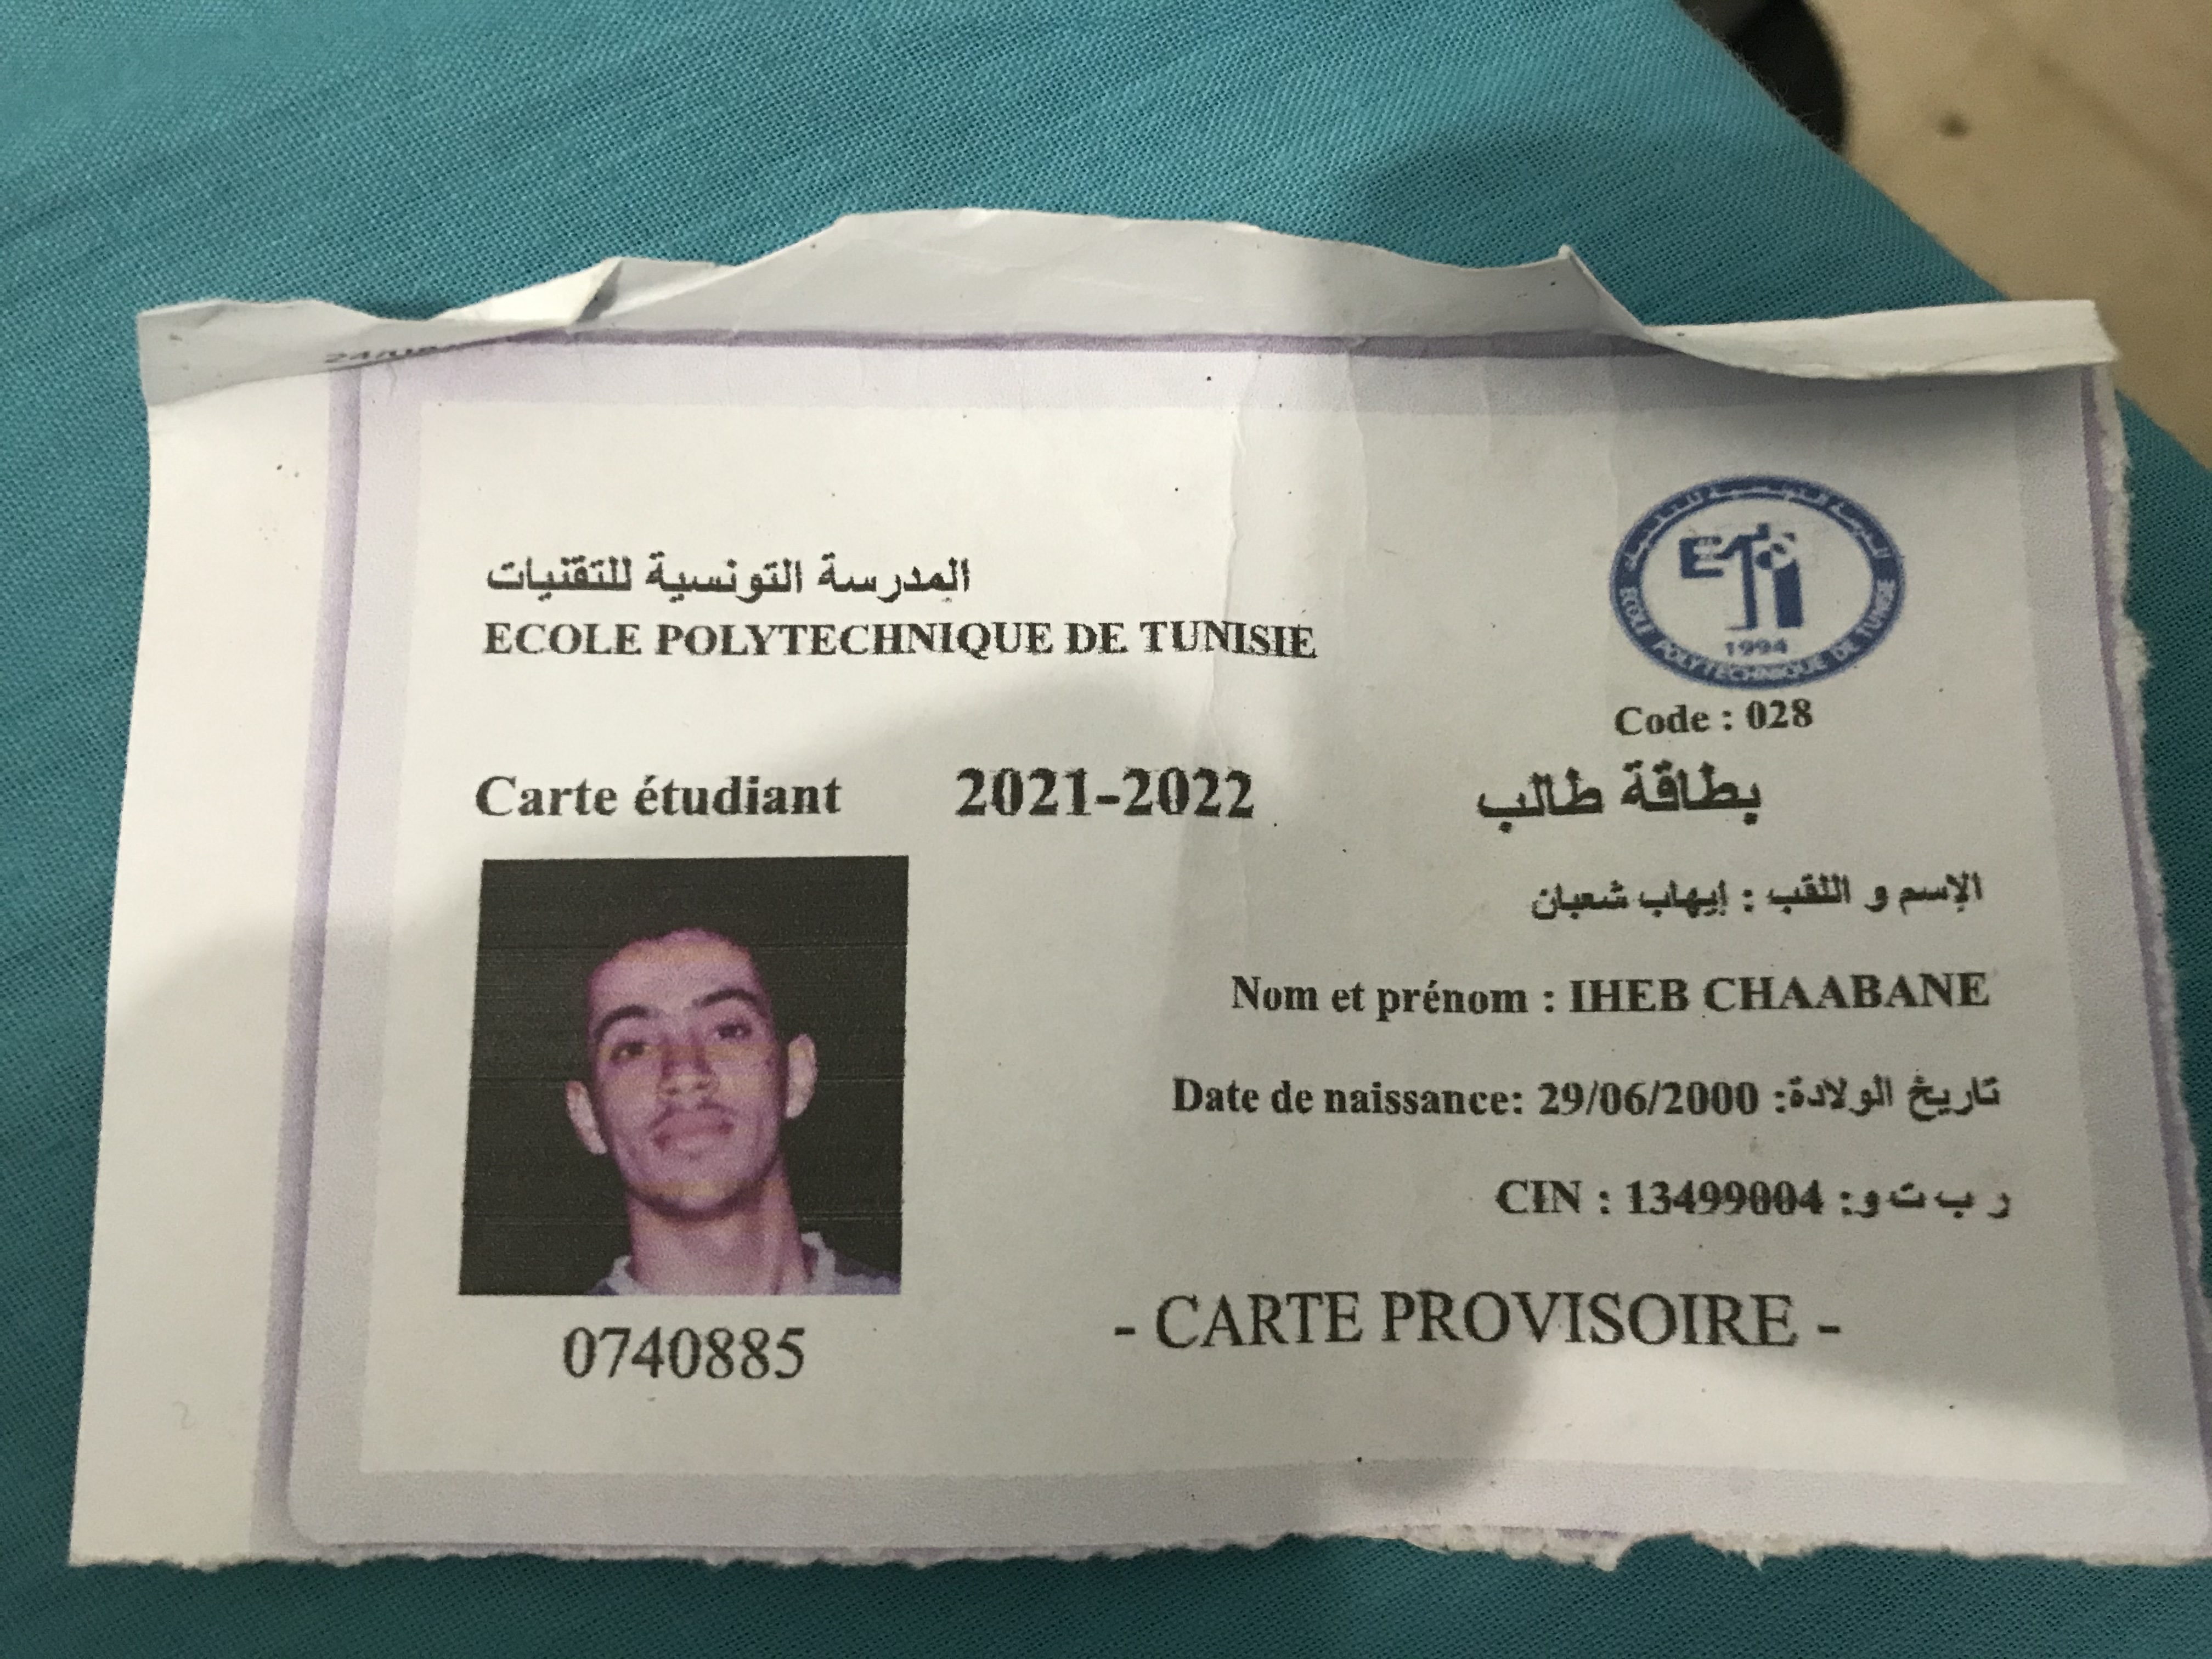 المدرسة التونسية للتقنيات
ECOLE POLYTECHNIQUE DE TUNISIE
ECOLE POLYTECHNIQUE DE TUNISIE
1994
Code : 028
Carte étudiant 2021-2022 بطاقة طالب
الإسم و اللقب : إيهاب شعبان
Nom et prénom : IHEB CHAABANE
Date de naissance: 29/06/2000 :تاريخ الولادة
CIN : 13499004 :ر ب ت و
0740885
- CARTE PROVISOIRE -